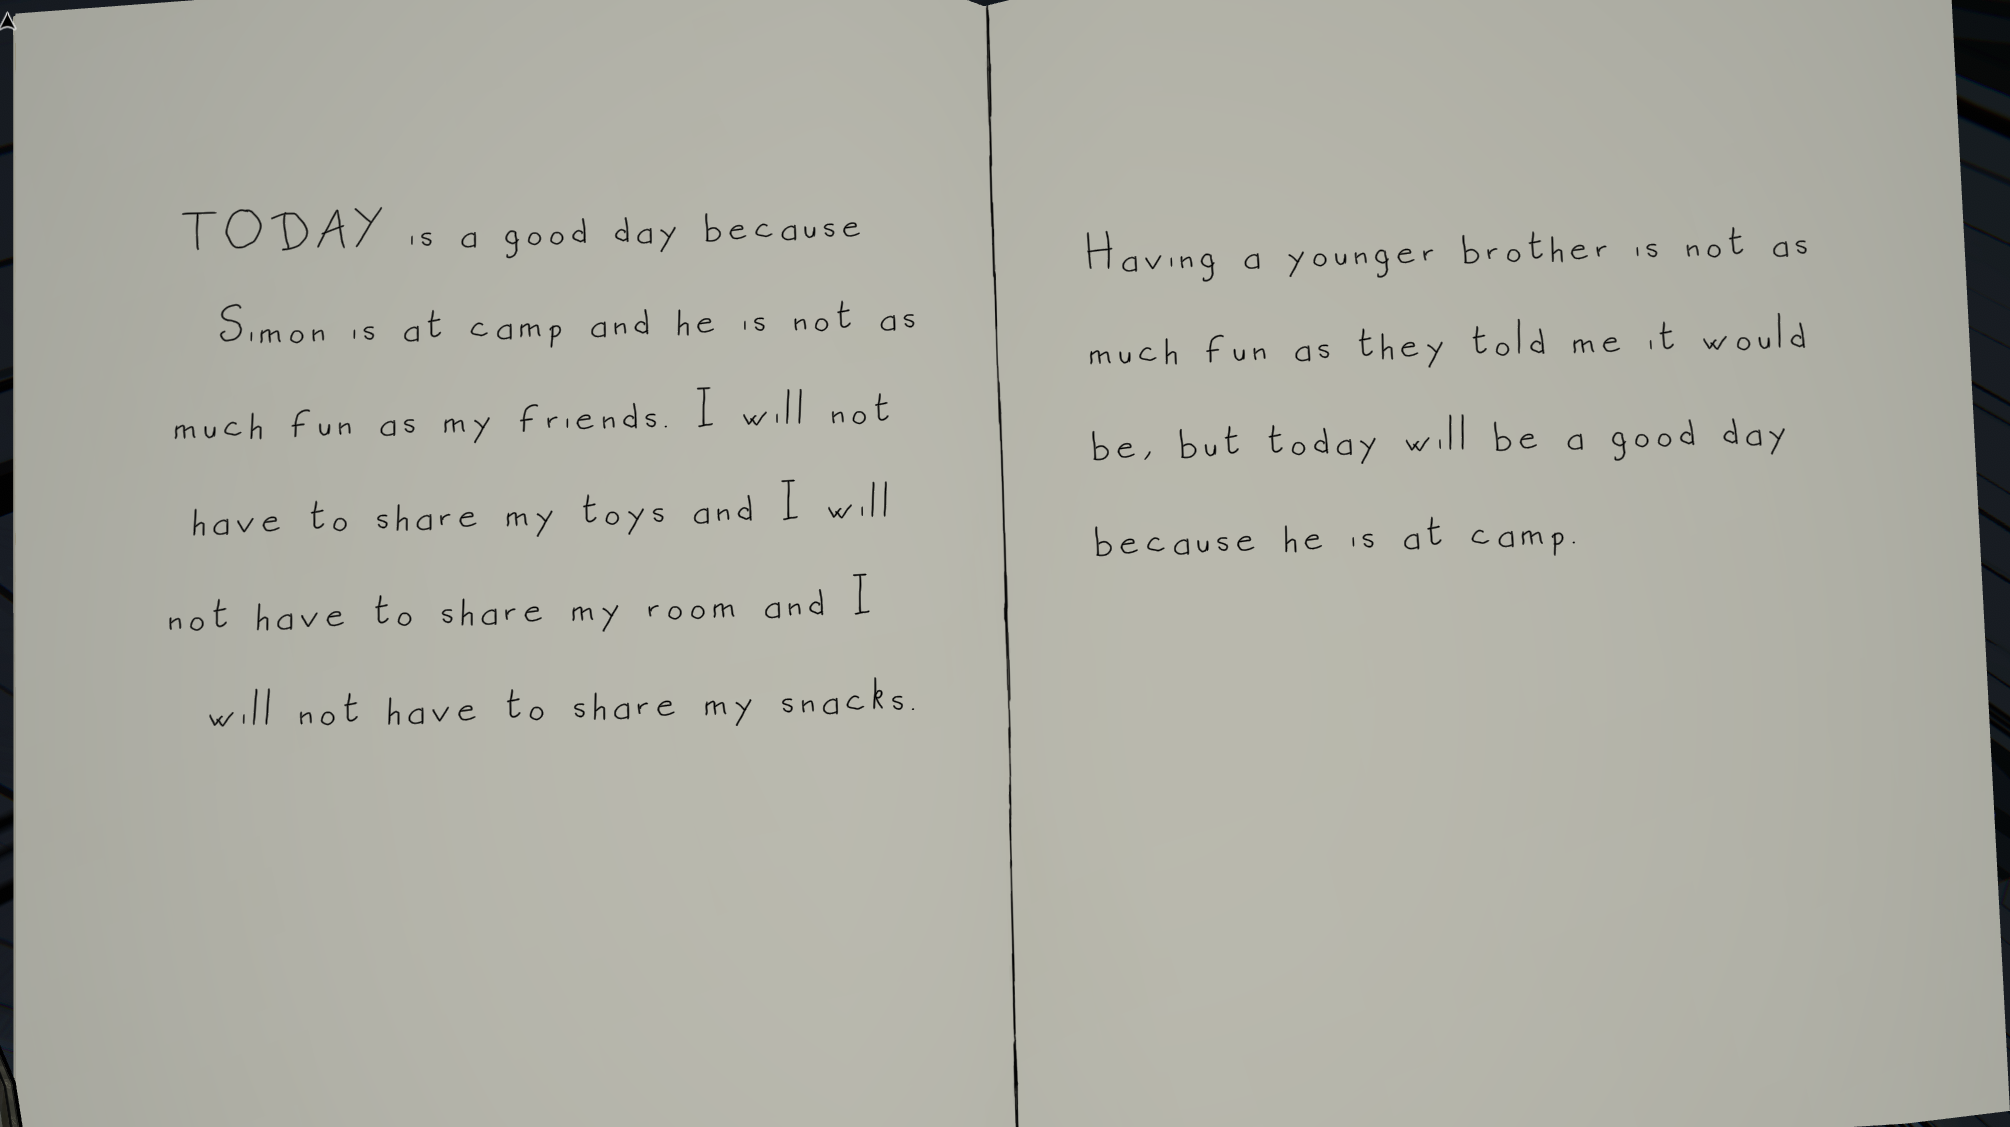 TODAY is a good day because
Simon is at camp and he is not as
much fun as my friends. I will not
have to share my toys and I will
not have to share my room and I
will not have to share my snacks.
Having a younger brother is not as
much fun as they told me it would
be, but today will be a good day
because he is at camp.